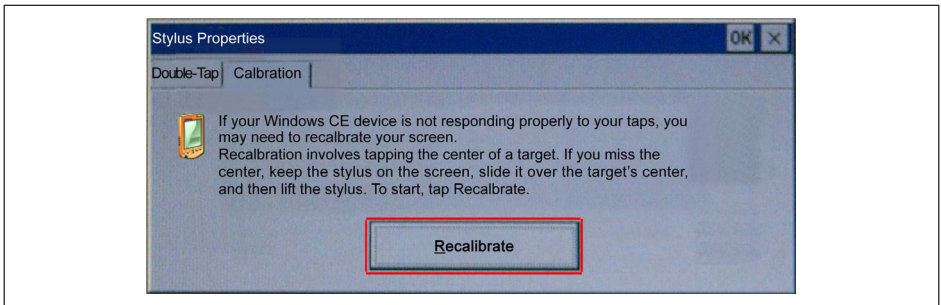 Stylus Properties
OK ×
Double-Tap Calbration
If your Windows CE device is not responding properly to your taps, you
may need to recalbrate your screen.
Recalbration involves tapping the center of a target. If you miss the
center, keep the stylus on the screen, slide it over the target's center,
and then lift the stylus. To start, tap Recalbrate.
Recalibrate